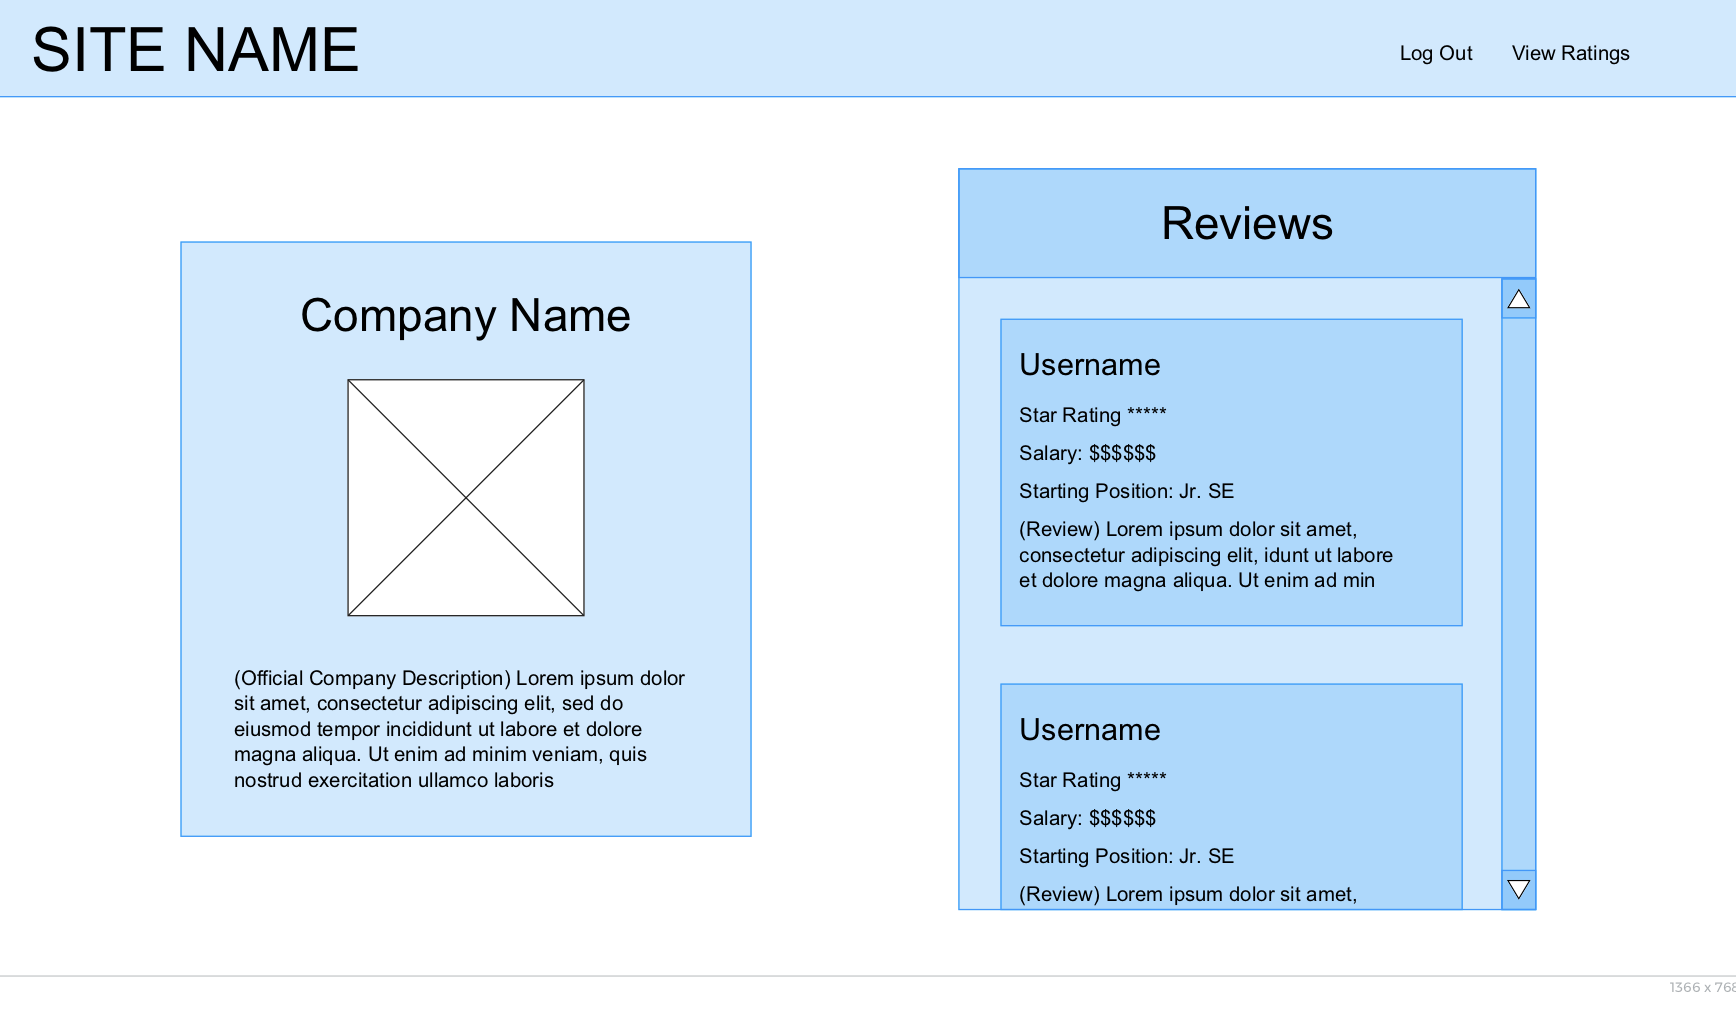 SITE NAME
Log Out
View Ratings
Company Name
(Official Company Description) Lorem ipsum dolor
sit amet, consectetur adipiscing elit, sed do
eiusmod tempor incididunt ut labore et dolore
magna aliqua. Ut enim ad minim veniam, quis
nostrud exercitation ullamco laboris
Reviews
Username
Star Rating *****
Salary: $$$$$$
Starting Position: Jr. SE
(Review) Lorem ipsum dolor sit amet,
consectetur adipiscing elit, idunt ut labore
et dolore magna aliqua. Ut enim ad min
Username
Star Rating *****
Salary: $$$$$$
Starting Position: Jr. SE
(Review) Lorem ipsum dolor sit amet,
1366 x 768